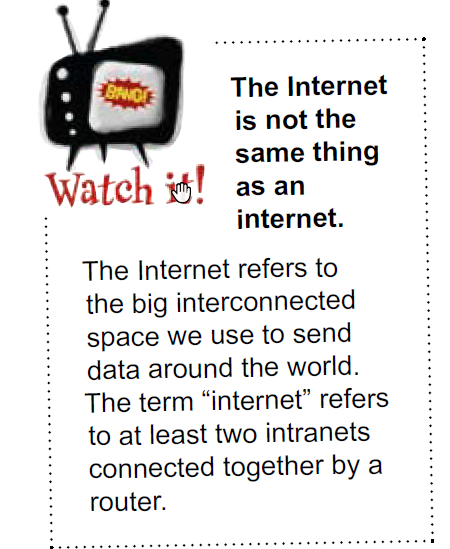 BANG!
Watch it!
The Internet
is not the
same thing
as an
internet.
The Internet refers to
the big interconnected
space we use to send
data around the world.
The term “internet” refers
to at least two intranets
connected together by a
router.